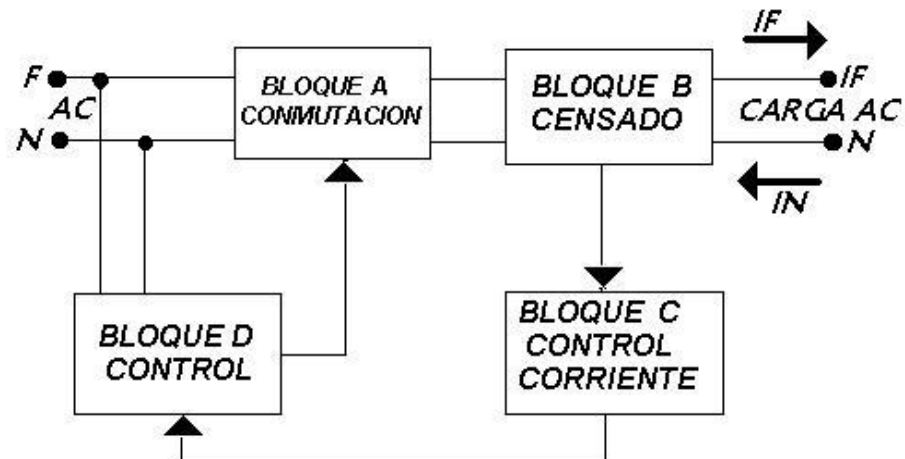 IF
F
AC
N
BLOQUE A
CONMUTACION
BLOQUE B
CENSADO
IF
CARGA AC
N
IN
BLOQUE D
CONTROL
BLOQUE C
CONTROL
CORRIENTE